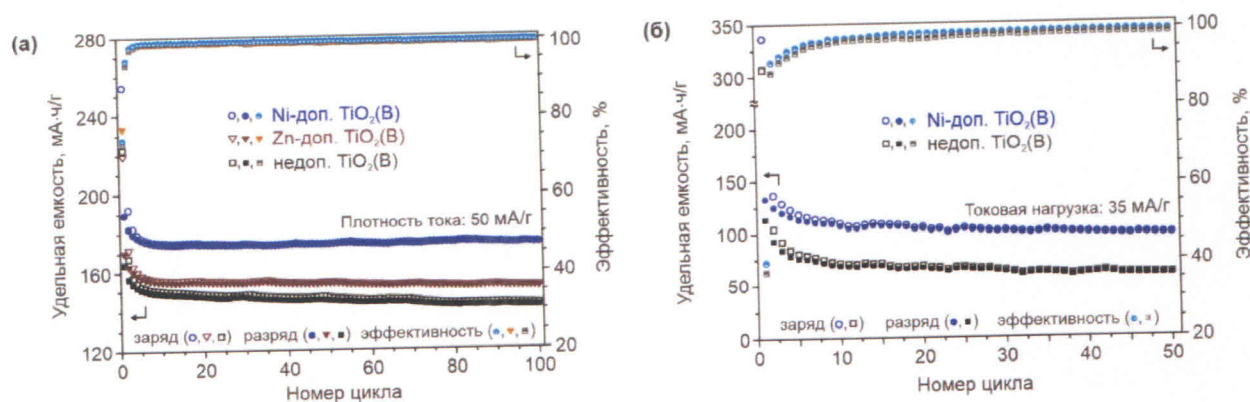 (а)
Удельная емкость, мА·ч/г
280
240
200
160
120
Ni-доп. TiO₂(B)
Zn-доп. TiO₂(B)
недоп. TiO₂(B)
Плотность тока: 50 мА/г
заряд (○,▽,□) разряд (●,▼,■) эффективность (●,▼,■)
0 20 40 60 80 100
Номер цикла
100
80
60
40
20
Эффективность, %
(б)
Удельная емкость, мА·ч/г
350
300
200
150
100
50
0
Ni-доп. TiO₂(B)
недоп. TiO₂(B)
Токовая нагрузка: 35 мА/г
заряд (○,□) разряд (●,■) эффективность (●,■)
0 10 20 30 40 50
Номер цикла
100
80
60
40
20
Эффективность, %